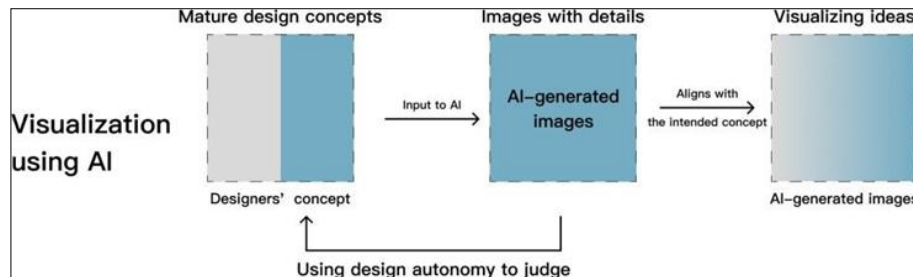 Mature design concepts
Images with details
Visualizing ideas
Visualization
using AI
Input to AI
AI-generated
images
Aligns with
the intended concept
Designers' concept
AI-generated images
Using design autonomy to judge